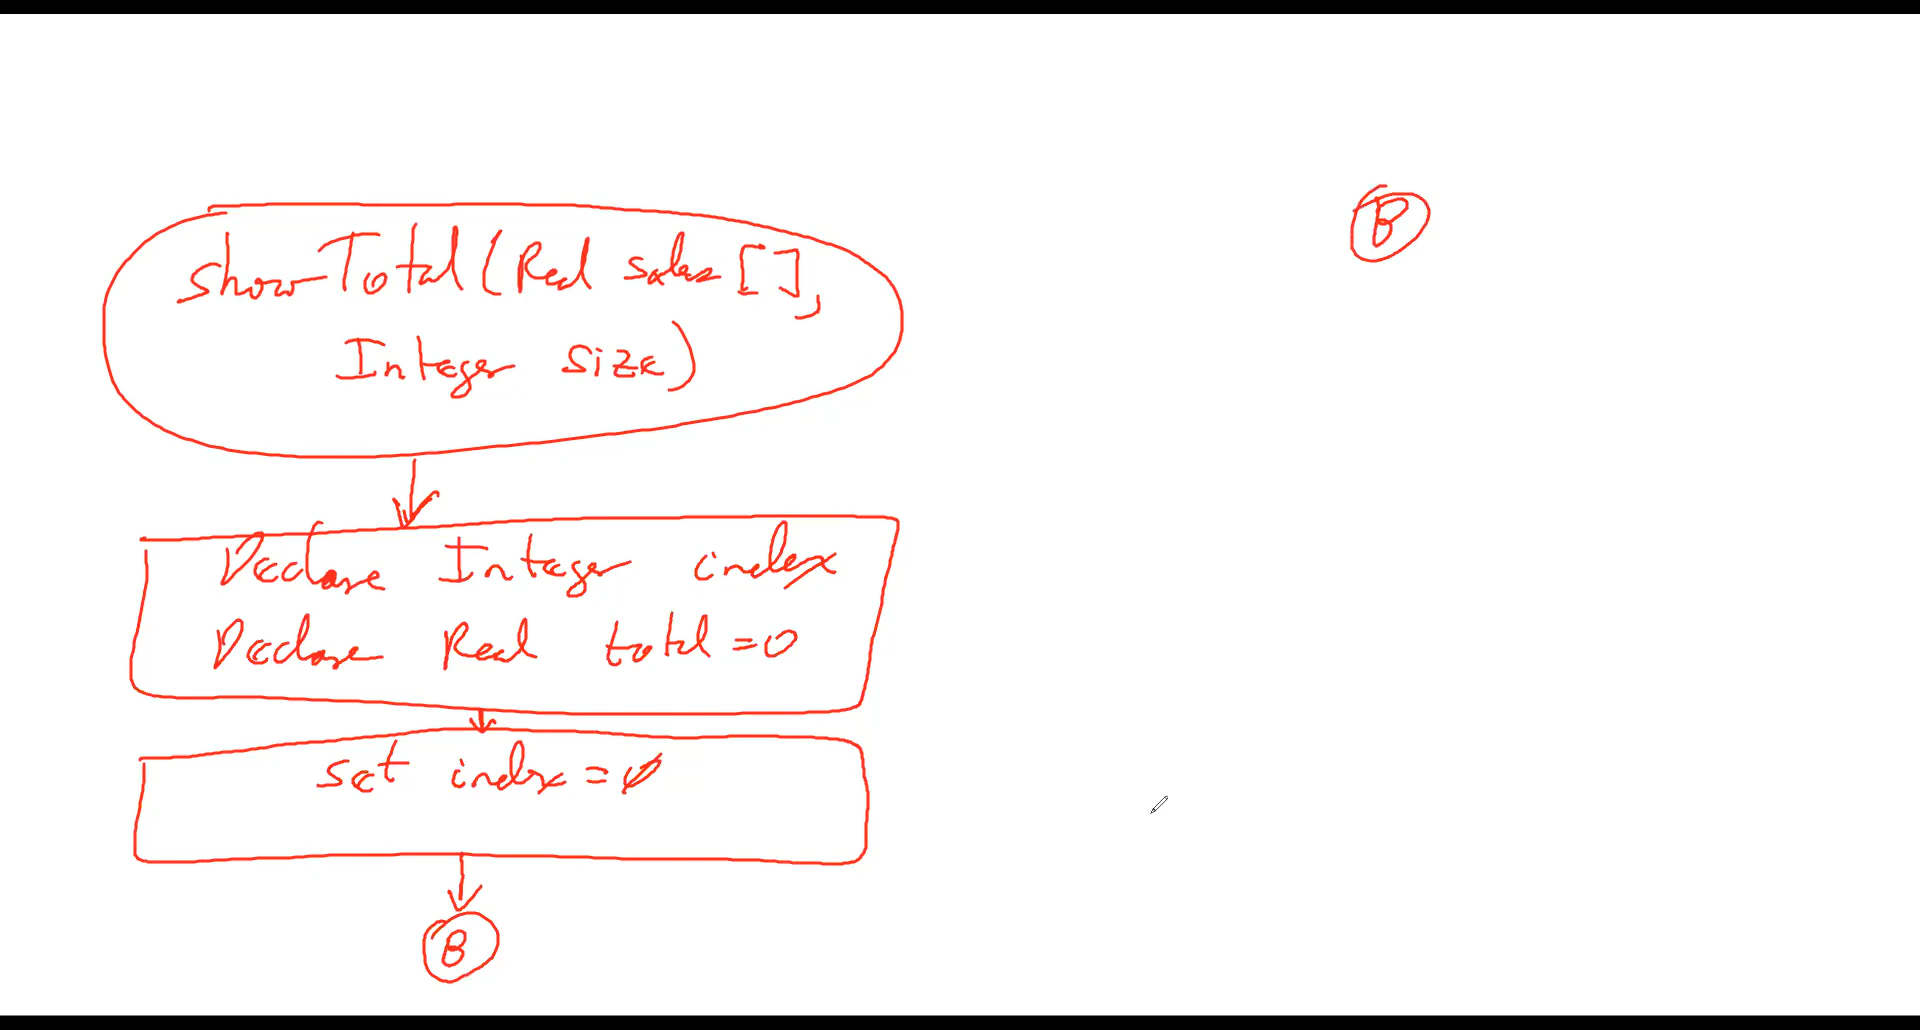 showTotal(Real sales[],
Integer size)
Declare Integer index
Declare Real total=0
set index=0
B
B